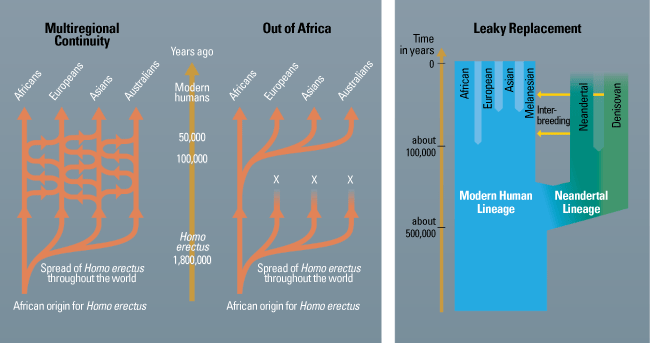 Multiregional
Continuity
Africans
Europeans
Asians
Australians
Spread of Homo erectus
throughout the world
African origin for Homo erectus
Years ago
Modern
humans
50,000
100,000
Homo
erectus
1,800,000
Out of Africa
Africans
Europeans
Asians
Australians
X X X
Spread of Homo erectus
throughout the world
African origin for Homo erectus
Leaky Replacement
Time
in years
0
about
100,000
about
500,000
African
European
Asian
Melanesian
Inter-
breeding
Neandertal
Denisovan
Modern Human
Lineage
Neandertal
Lineage